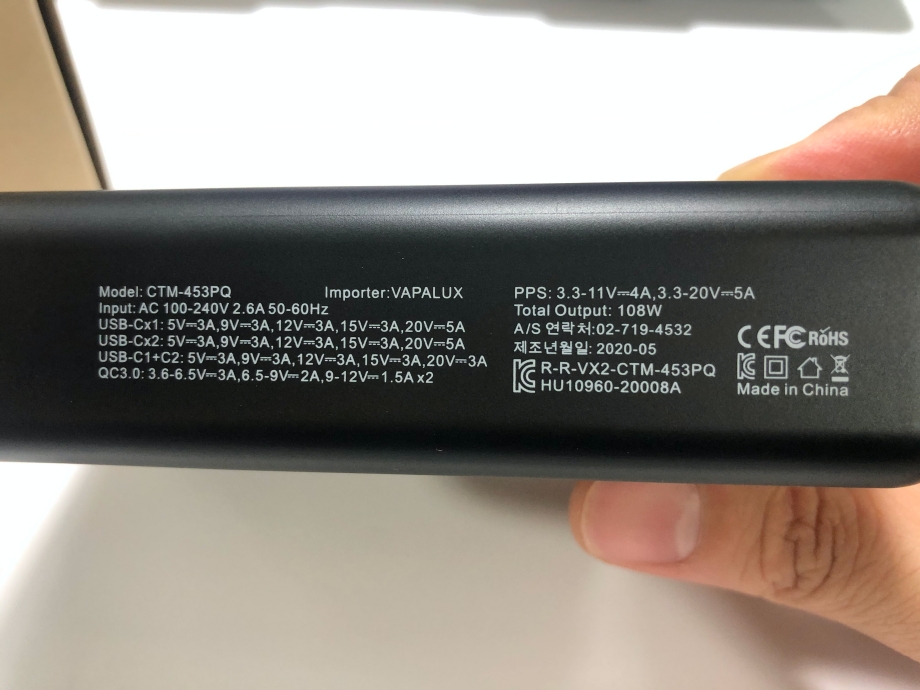 Model: CTM-453PQ
Importer:VAPALUX
Input: AC 100-240V 2.6A 50-60Hz
USB-Cx1: 5V⎓3A,9V⎓3A,12V⎓3A,15V⎓3A,20V⎓5A
USB-Cx2: 5V⎓3A,9V⎓3A,12V⎓3A,15V⎓3A,20V⎓5A
USB-C1+C2: 5V⎓3A,9V⎓3A,12V⎓3A,15V⎓3A,20V⎓3A
QC3.0: 3.6-6.5V⎓3A,6.5-9V⎓2A,9-12V⎓1.5A x2
PPS: 3.3-11V⎓4A,3.3-20V⎓5A
Total Output: 108W
A/S 연락처:02-719-4532
제조년월일: 2020-05
R-R-VX2-CTM-453PQ
HU10960-20008A
CE FC RoHS
Made in China